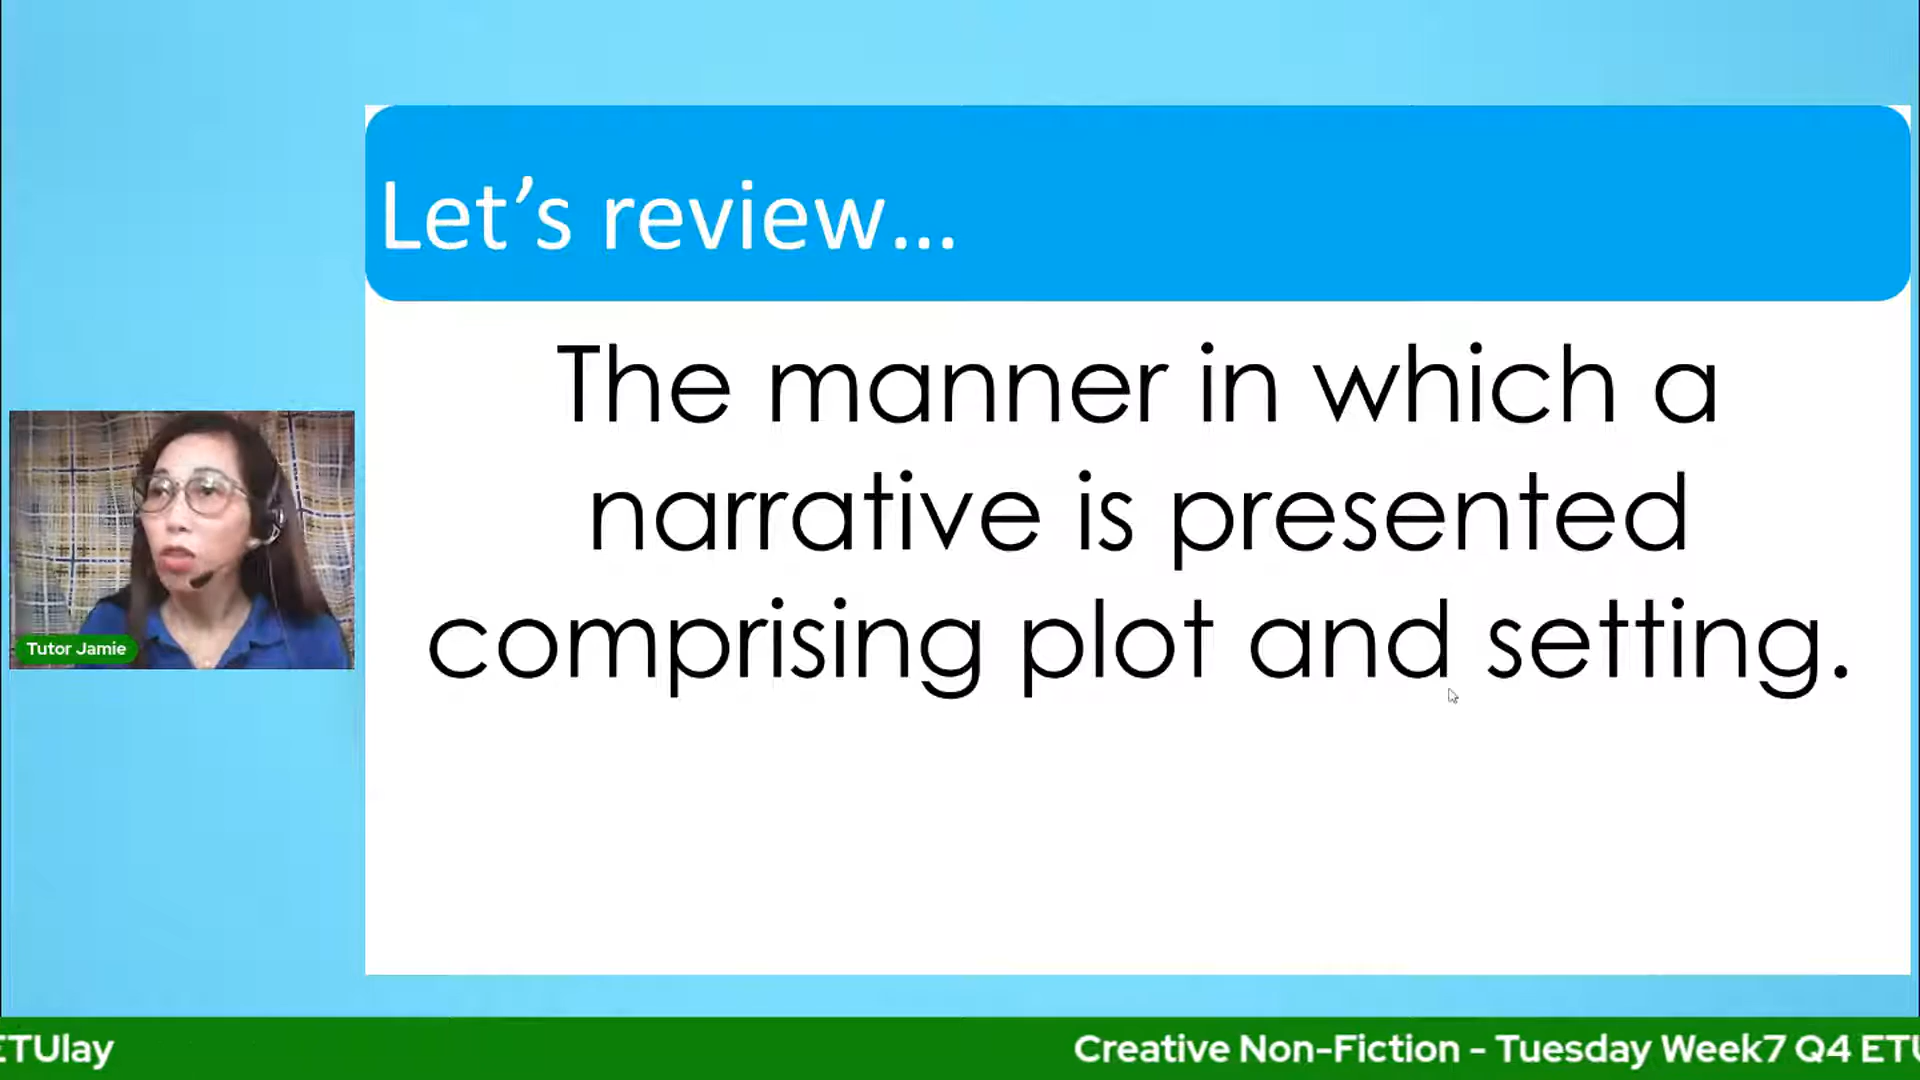 Let’s review...
The manner in which a
narrative is presented
comprising plot and setting.
Tutor Jamie
ETUlay
Creative Non-Fiction - Tuesday Week7 Q4 ETU